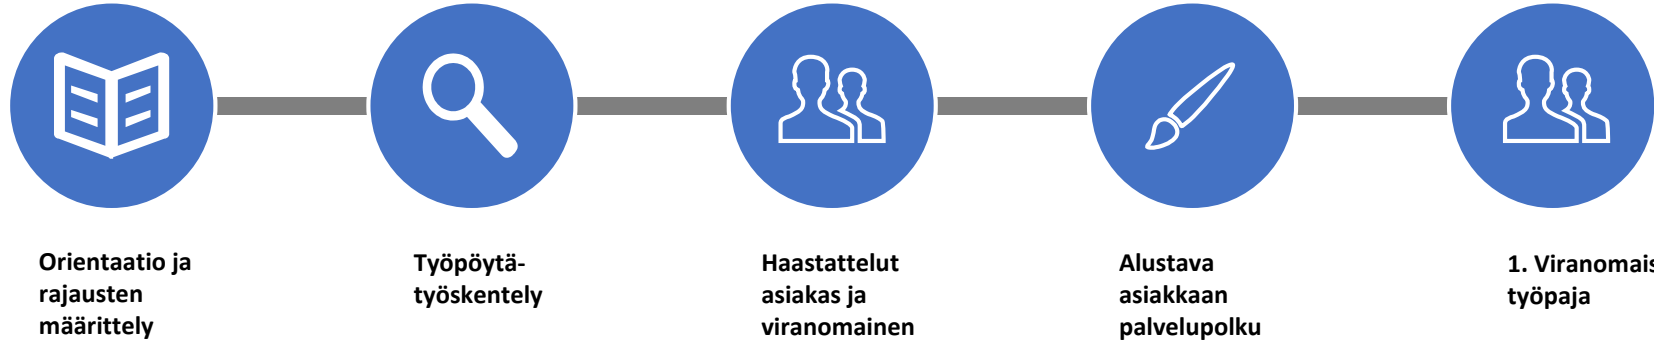 Orientaatio ja
rajausten
määrittely
Työpöytä-
työskentely
Haastattelut
asiakas ja
viranomainen
Alustava
asiakkaan
palvelupolku
1. Viranomais
työpaja